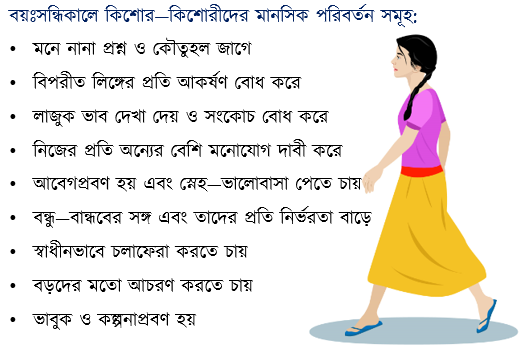 বয়ঃসন্ধিকালে কিশোর–কিশোরীদের মানসিক পরিবর্তন সমূহ:
• মনে নানা প্রশ্ন ও কৌতুহল জাগে
• বিপরীত লিঙ্গের প্রতি আকর্ষণ বোধ করে
• লাজুক ভাব দেখা দেয় ও সংকোচ বোধ করে
• নিজের প্রতি অন্যের বেশি মনোযোগ দাবী করে
• আবেগপ্রবণ হয় এবং স্নেহ–ভালোবাসা পেতে চায়
• বন্ধু–বান্ধবের সঙ্গ এবং তাদের প্রতি নির্ভরতা বাড়ে
• স্বাধীনভাবে চলাফেরা করতে চায়
• বড়দের মতো আচরণ করতে চায়
• ভাবুক ও কল্পনাপ্রবণ হয়